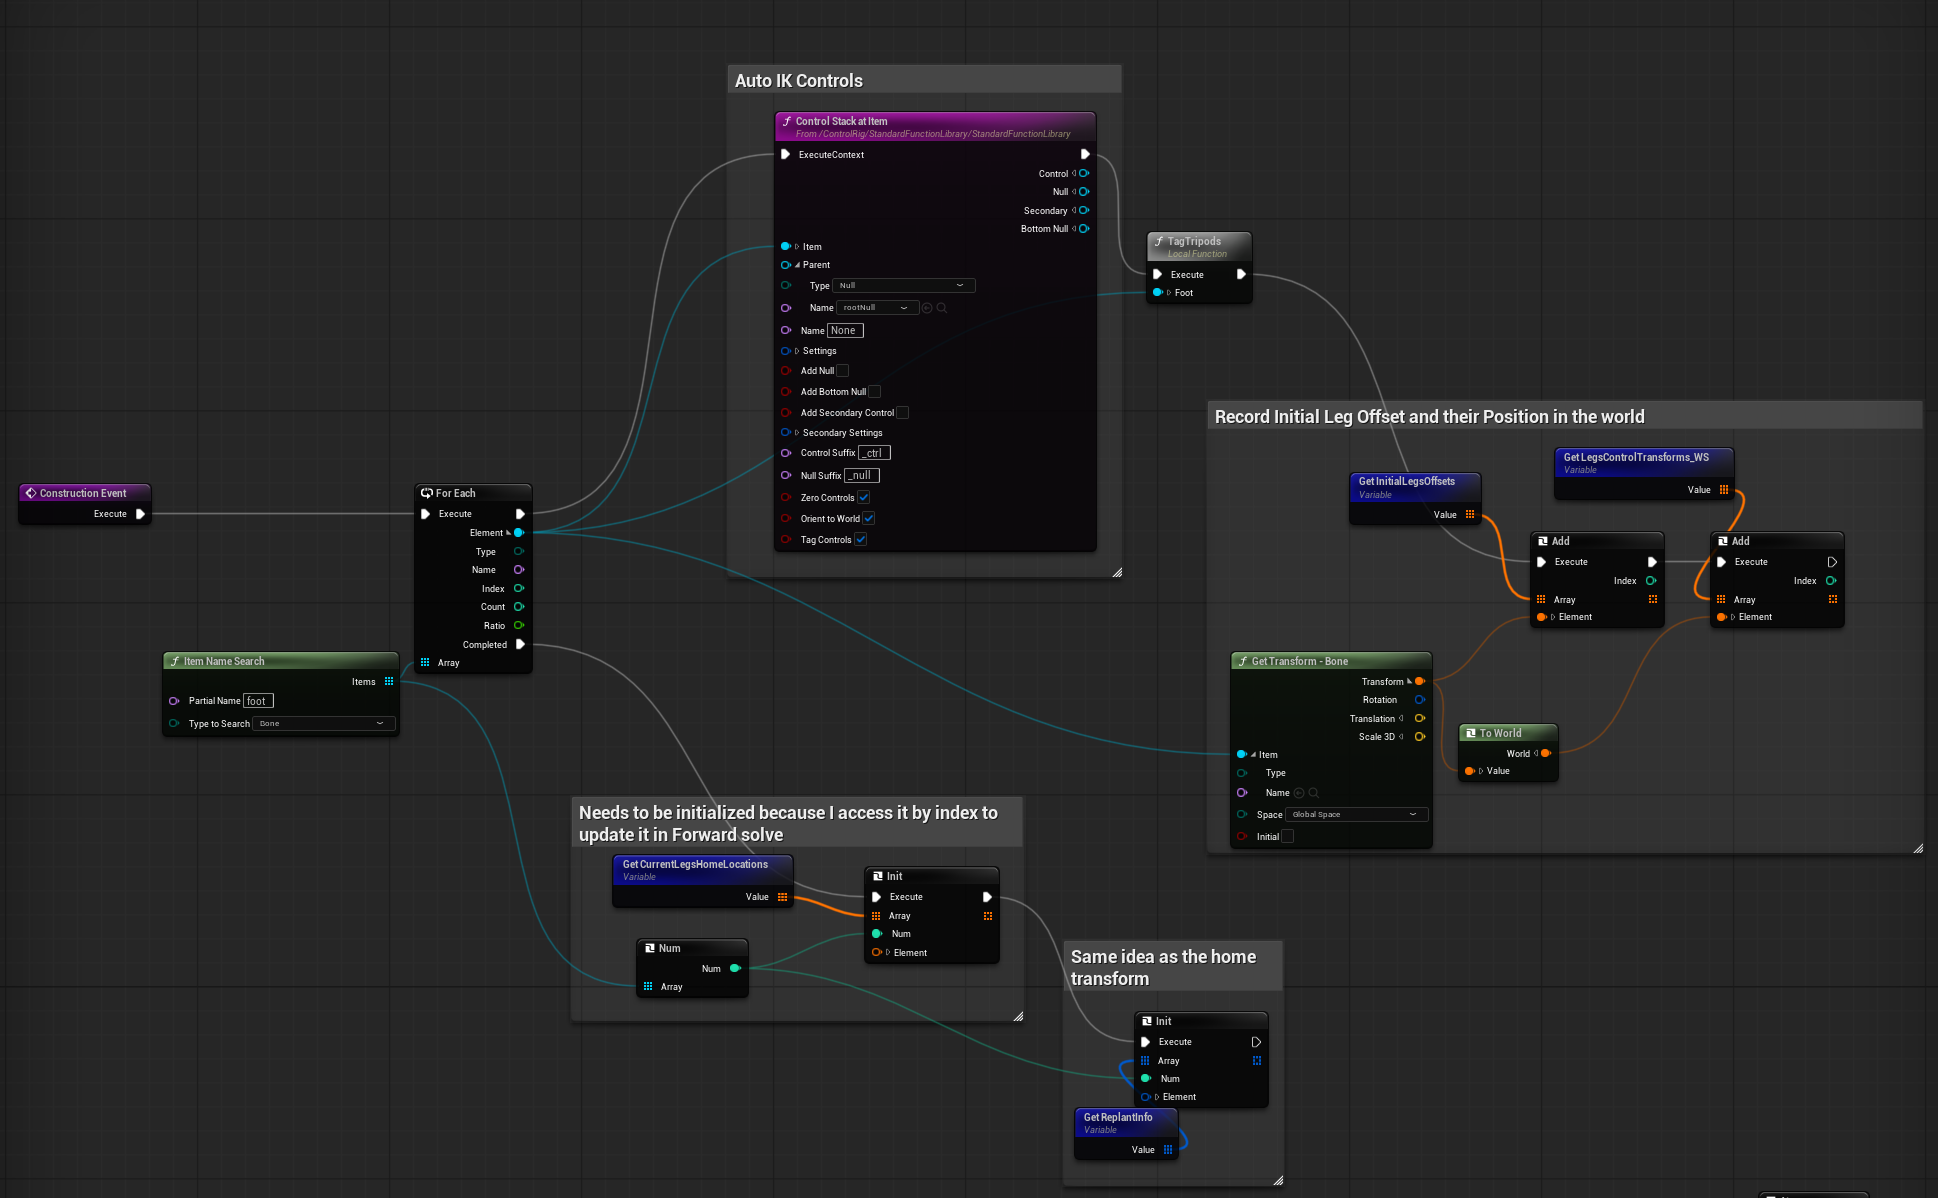 Auto IK Controls
Control Stack at Item
From /ControlRig/StandardFunctionLibrary/StandardFunctionLibrary
ExecuteContext
Control
Null
Secondary
Bottom Null
Item
Parent
Type Null
Name rootNull
Name None
Settings
Add Null
Add Bottom Null
Add Secondary Control
Secondary Settings
Control Suffix _ctrl
Null Suffix _null
Zero Controls
Orient to World
Tag Controls
TagTripods
Local Function
Execute
Foot
Construction Event
Execute
For Each
Execute
Element
Type
Name
Index
Count
Ratio
Completed
Array
Item Name Search
Items
Partial Name foot
Type to Search Bone
Record Initial Leg Offset and their Position in the world
Get InitialLegsOffsets
Variable
Value
Get LegsControlTransforms_WS
Variable
Value
Add
Execute
Index
Array
Element
Add
Execute
Index
Array
Element
Get Transform - Bone
Transform
Rotation
Translation
Scale 3D
Item
Type
Name
Space Global Space
Initial
To World
World
Value
Needs to be initialized because I access it by index to
update it in Forward solve
Get CurrentLegsHomeLocations
Variable
Value
Init
Execute
Array
Num
Element
Num
Num
Array
Same idea as the home
transform
Init
Execute
Array
Num
Element
Get ReplantInfo
Variable
Value